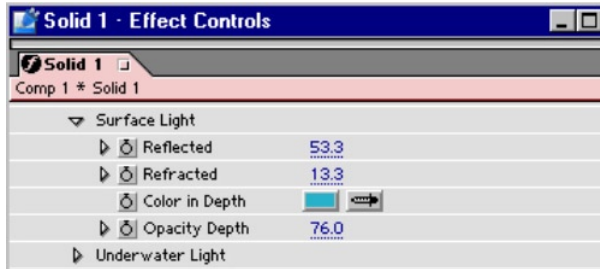 Solid 1 · Effect Controls
Solid 1
Comp 1 * Solid 1
Surface Light
Reflected 53.3
Refracted 13.3
Color in Depth
Opacity Depth 76.0
Underwater Light